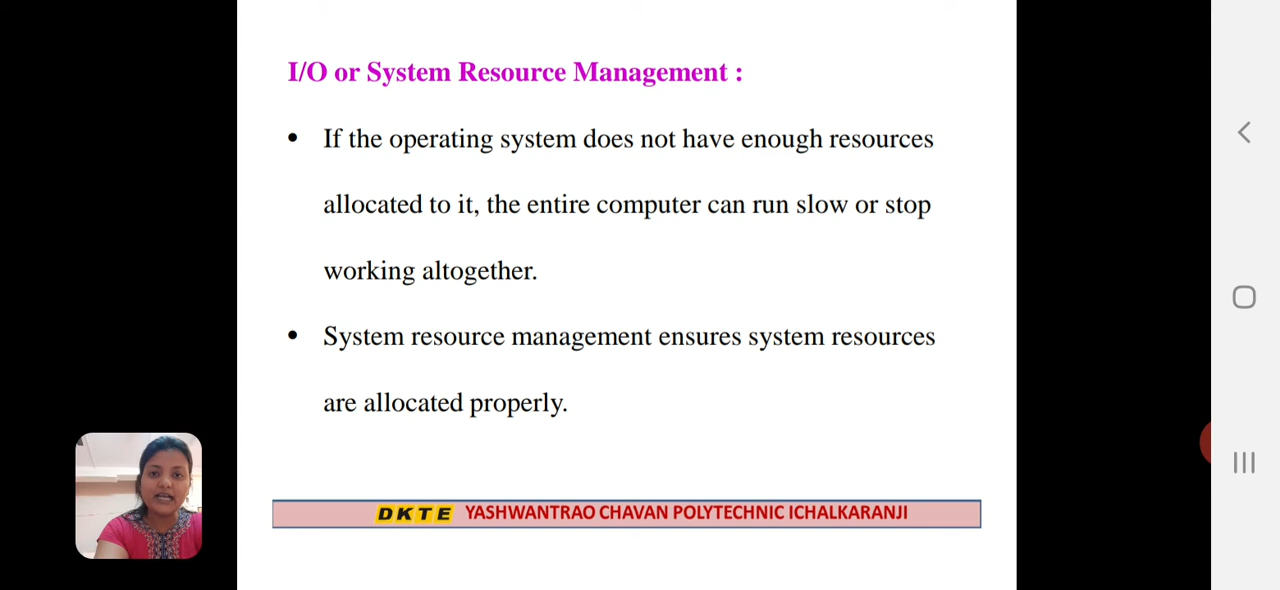 I/O or System Resource Management :
• If the operating system does not have enough resources
allocated to it, the entire computer can run slow or stop
working altogether.
• System resource management ensures system resources
are allocated properly.
DKTE YASHWANTRAO CHAVAN POLYTECHNIC ICHALKARANJI